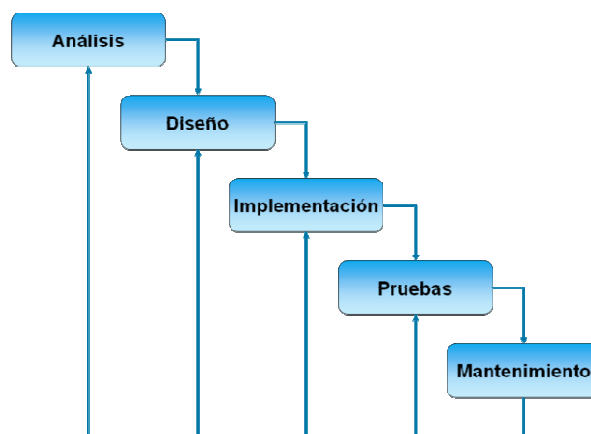 Análisis
Diseño
Implementación
Pruebas
Mantenimiento